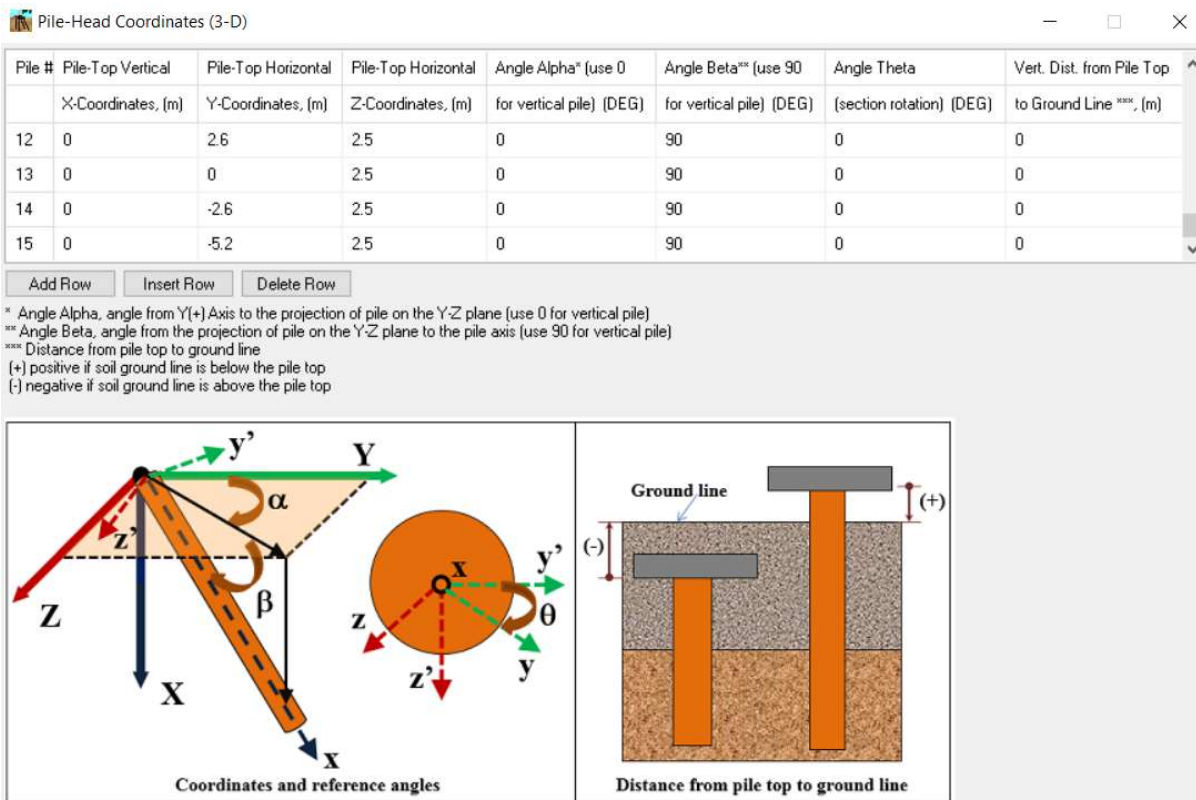 Pile-Head Coordinates (3-D)
Pile # Pile-Top Vertical Pile-Top Horizontal Pile-Top Horizontal Angle Alpha* (use 0 Angle Beta** (use 90 Angle Theta Vert. Dist. from Pile Top
X-Coordinates, (m) Y-Coordinates, (m) Z-Coordinates, (m) for vertical pile) (DEG) for vertical pile) (DEG) (section rotation) (DEG) to Ground Line ***, (m)
12 0 2.6 2.5 0 90 0 0
13 0 0 2.5 0 90 0 0
14 0 -2.6 2.5 0 90 0 0
15 0 -5.2 2.5 0 90 0 0
Add Row Insert Row Delete Row
* Angle Alpha, angle from Y(+) Axis to the projection of pile on the Y-Z plane (use 0 for vertical pile)
** Angle Beta, angle from the projection of pile on the Y-Z plane to the pile axis (use 90 for vertical pile)
*** Distance from pile top to ground line
(+) positive if soil ground line is below the pile top
(-) negative if soil ground line is above the pile top
y'
Y
α
z'
Z
β
X
x
x
y'
θ
z
z'
y
Coordinates and reference angles
Ground line
(+)
(-)
Distance from pile top to ground line